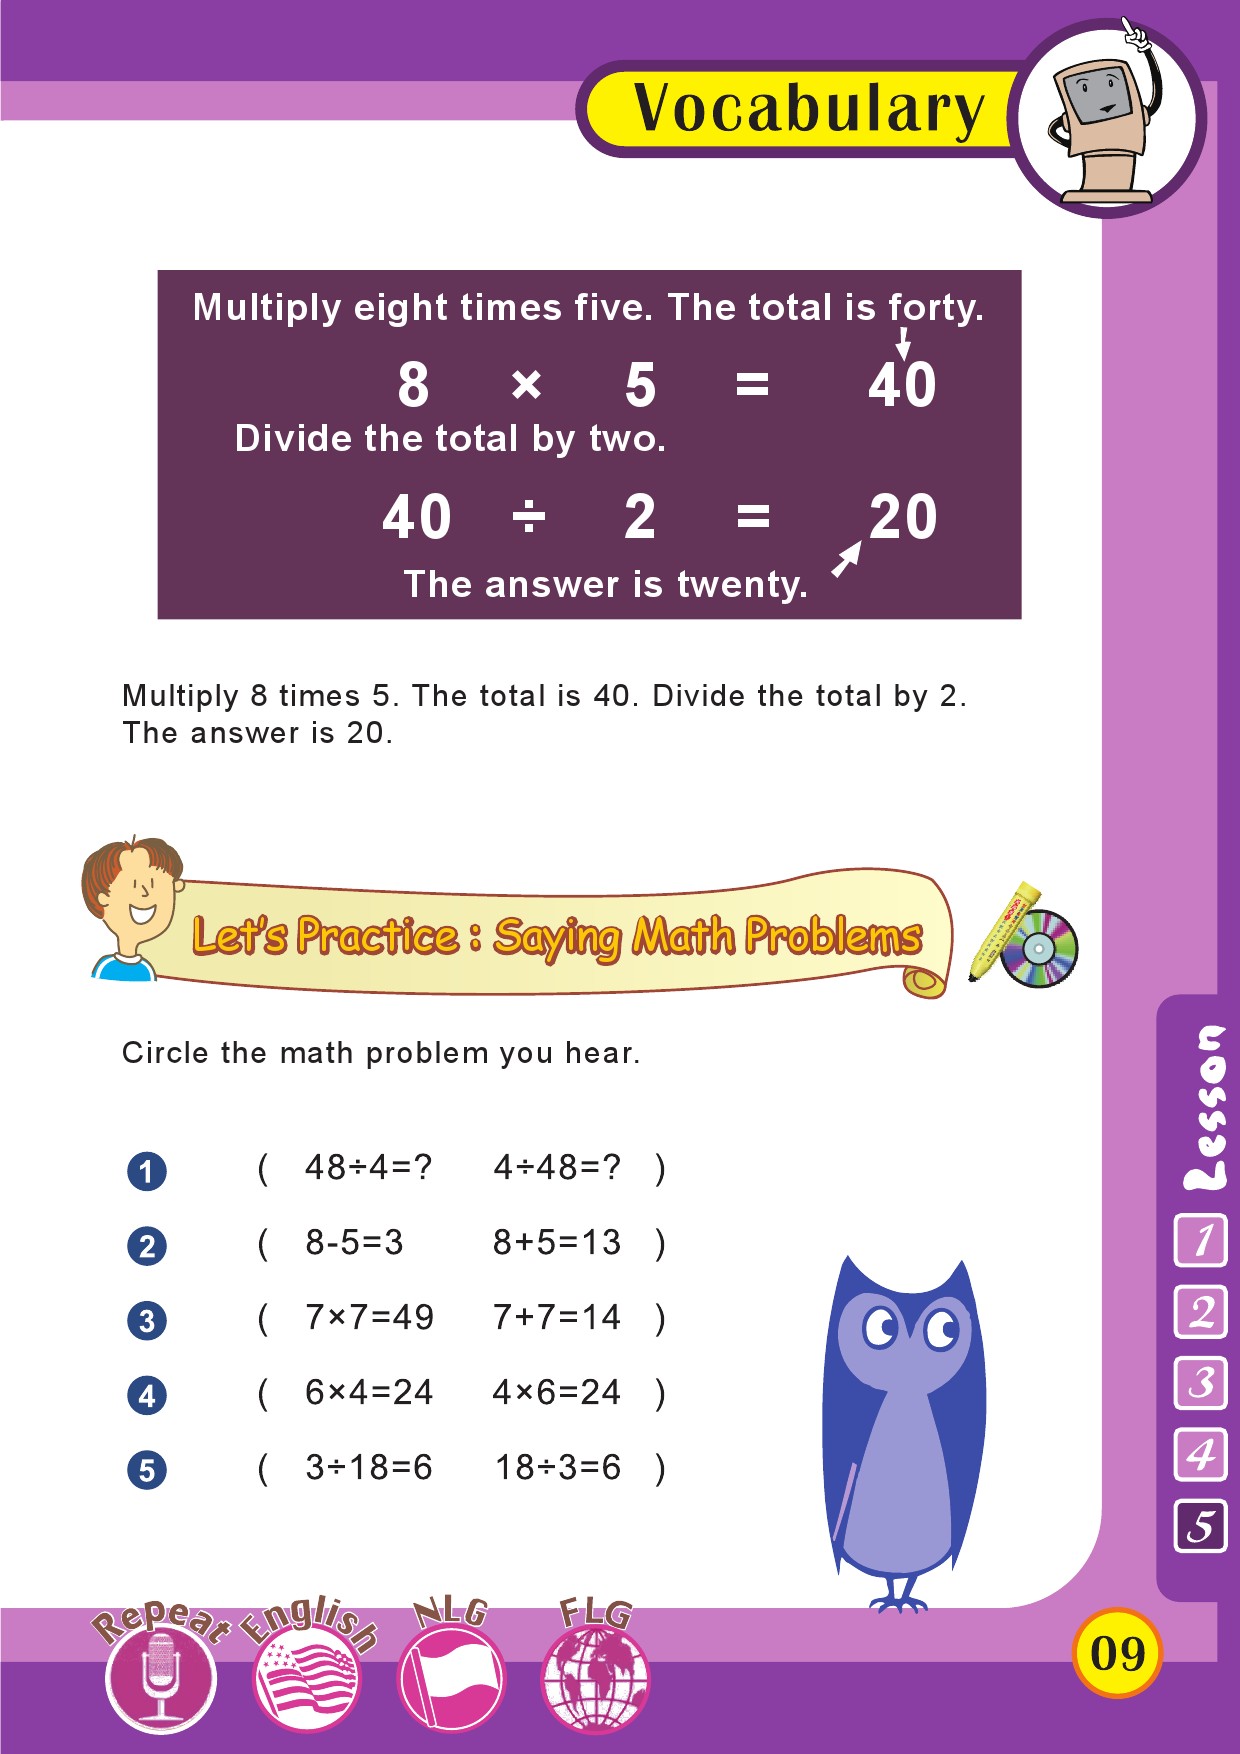 Vocabulary
Multiply eight times five. The total is forty.
8 × 5 = 40
Divide the total by two.
40 ÷ 2 = 20
The answer is twenty.
Multiply 8 times 5. The total is 40. Divide the total by 2.
The answer is 20.
Let's Practice : Saying Math Problems
Circle the math problem you hear.
1 ( 48÷4=? 4÷48=? )
2 ( 8-5=3 8+5=13 )
3 ( 7×7=49 7+7=14 )
4 ( 6×4=24 4×6=24 )
5 ( 3÷18=6 18÷3=6 )
Lesson
1
2
3
4
5
Repeat
English
NLG
FLG
09